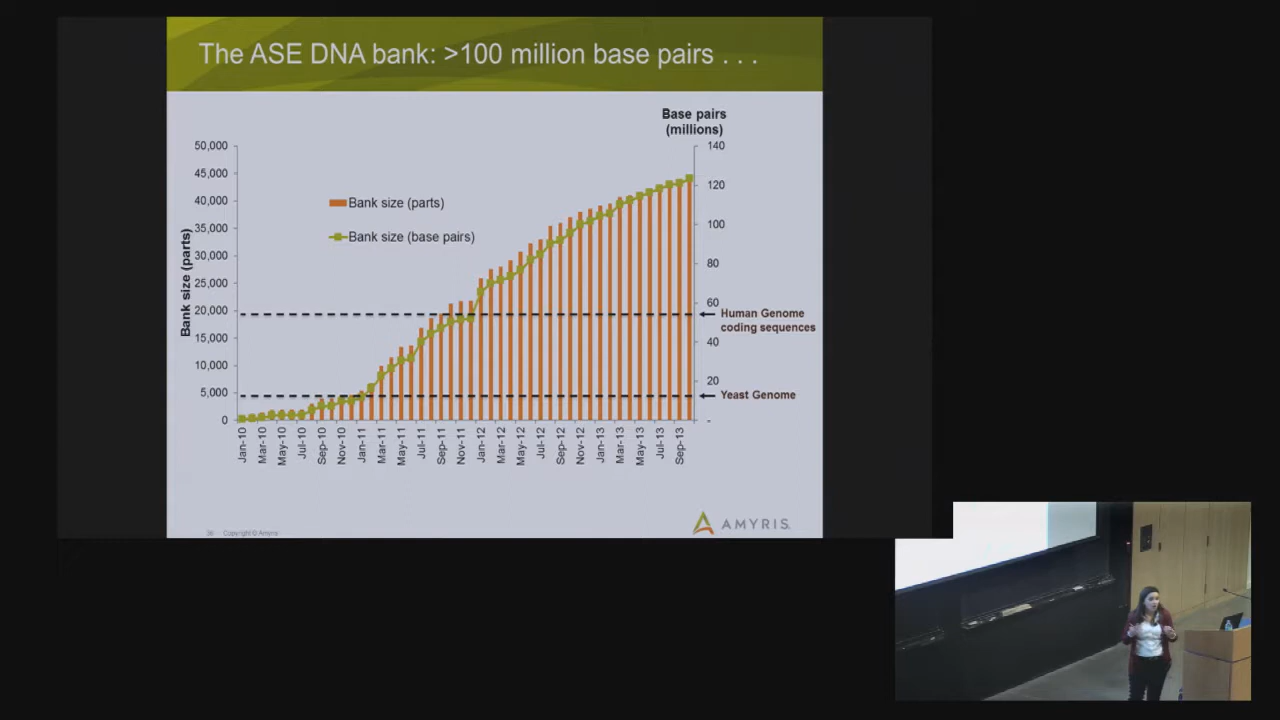 The ASE DNA bank: >100 million base pairs . . .
Base pairs
(millions)
50,000
45,000
40,000
35,000
30,000
25,000
20,000
15,000
10,000
5,000
0
Bank size (parts)
Bank size (parts)
Bank size (base pairs)
140
120
100
80
60
40
20
-
Human Genome
coding sequences
Yeast Genome
Jan-10
Mar-10
May-10
Jul-10
Sep-10
Nov-10
Jan-11
Mar-11
May-11
Jul-11
Sep-11
Nov-11
Jan-12
Mar-12
May-12
Jul-12
Sep-12
Nov-12
Jan-13
Mar-13
May-13
Jul-13
Sep-13
36 Copyright © Amyris
AMYRIS